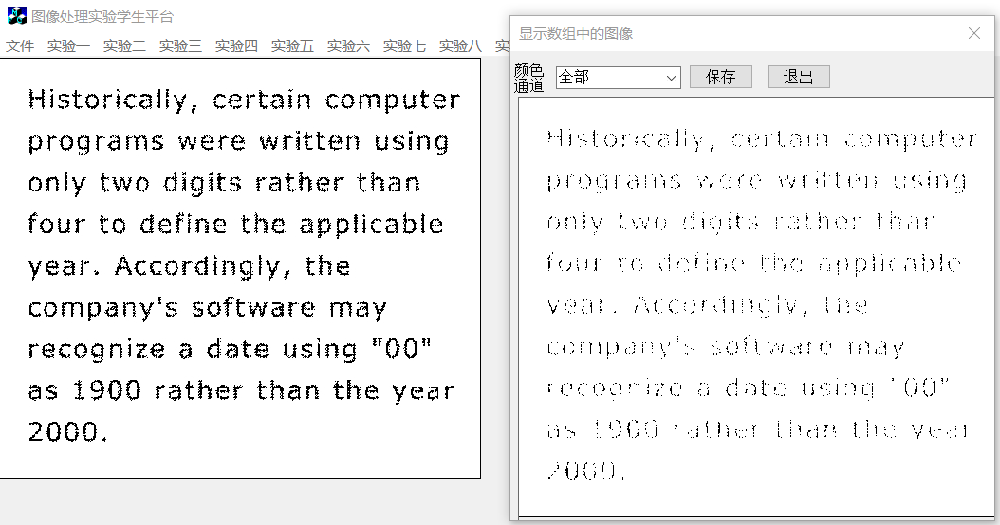 图像处理实验学生平台
文件 实验一 实验二 实验三 实验四 实验五 实验六 实验七 实验八 实
Historically, certain computer
programs were written using
only two digits rather than
four to define the applicable
year. Accordingly, the
company's software may
recognize a date using "00"
as 1900 rather than the year
2000.
显示数组中的图像
颜色
通道
全部 保存 退出
Historically, certain computer
programs were written using
only two digits rather than
four to define the applicable
year. Accordingly, the
company's software may
recognize a date using "00"
as 1900 rather than the year
2000.